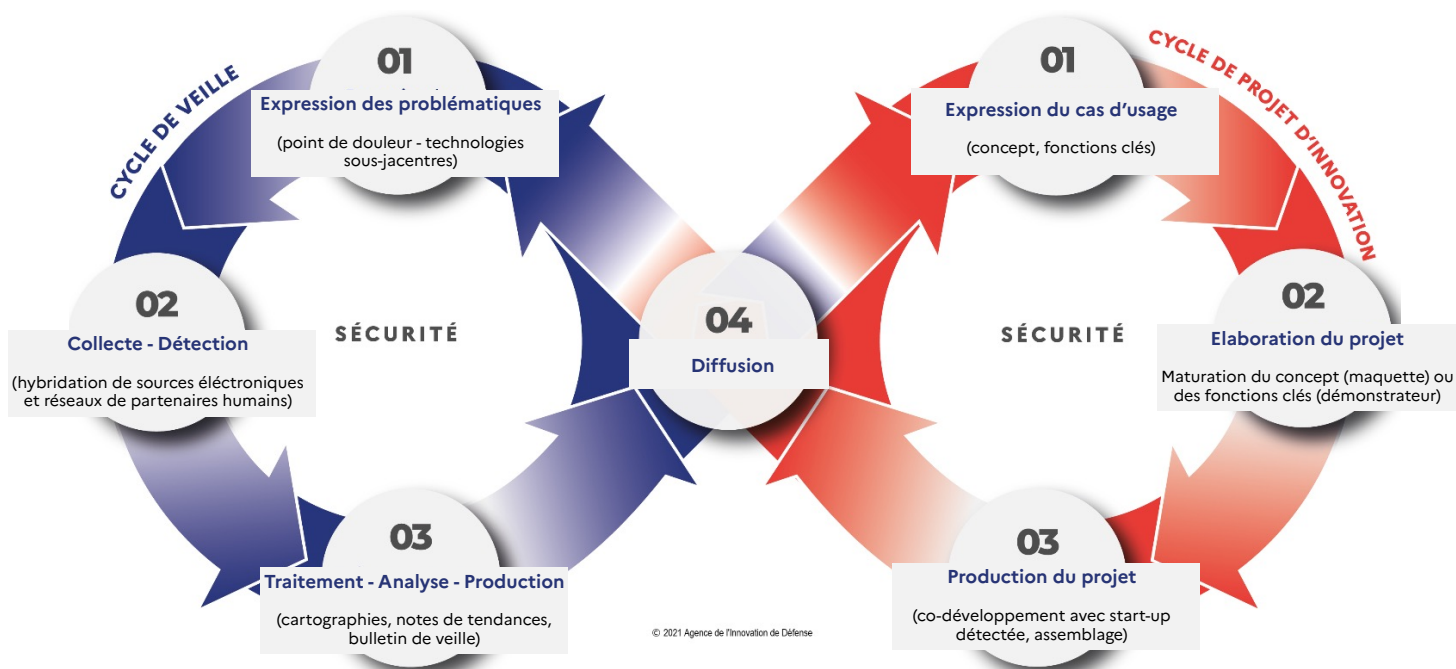 CYCLE DE VEILLE
01
Expression des problématiques
(point de douleur - technologies
sous-jacentres)
02
Collecte - Détection
(hybridation de sources éléctroniques
et réseaux de partenaires humains)
SÉCURITÉ
03
Traitement - Analyse - Production
(cartographies, notes de tendances,
bulletin de veille)
04
Diffusion
CYCLE DE PROJET D'INNOVATION
01
Expression du cas d'usage
(concept, fonctions clés)
SÉCURITÉ
02
Elaboration du projet
Maturation du concept (maquette) ou
des fonctions clés (démonstrateur)
03
Production du projet
(co-développement avec start-up
détectée, assemblage)
© 2021 Agence de l'Innovation de Défense